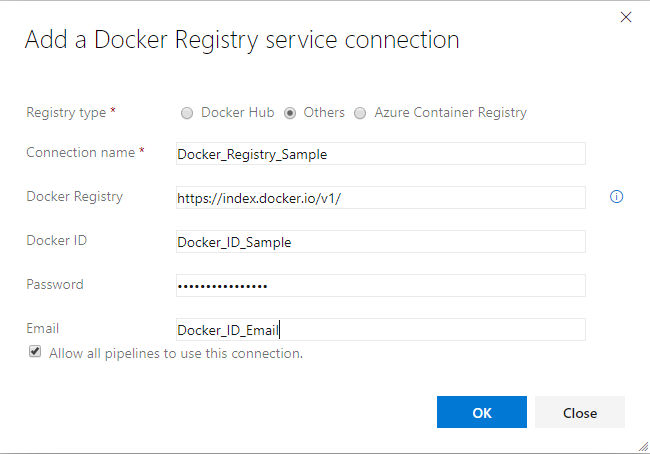 Add a Docker Registry service connection
Registry type * Docker Hub Others Azure Container Registry
Connection name * Docker_Registry_Sample
Docker Registry https://index.docker.io/v1/
Docker ID Docker_ID_Sample
Password ••••••••••••••••
Email Docker_ID_Email
Allow all pipelines to use this connection.
OK Close